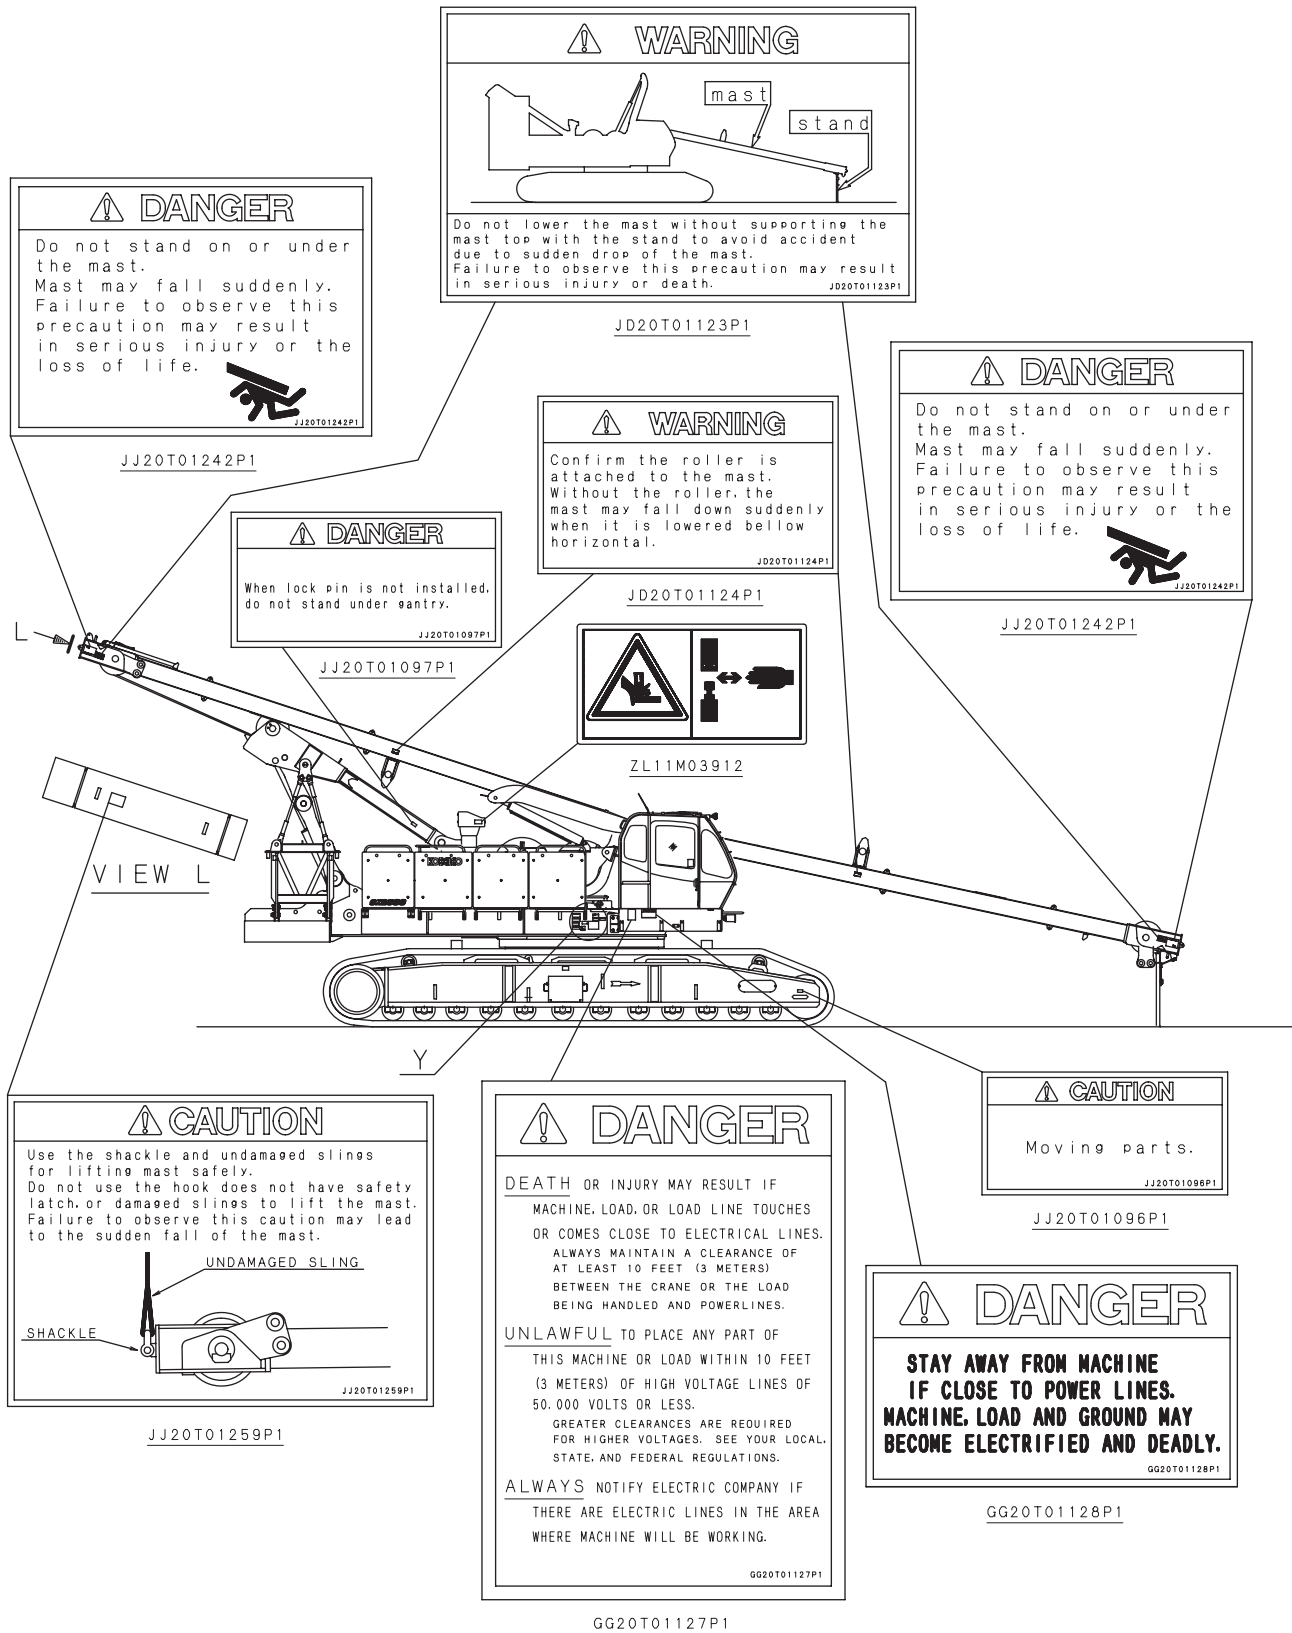 WARNING
mast
stand
Do not lower the mast without supporting the
mast top with the stand to avoid accident
due to sudden drop of the mast.
Failure to observe this precaution may result
in serious injury or death.
JD20T01123P1
JD20T01123P1
DANGER
Do not stand on or under
the mast.
Mast may fall suddenly.
Failure to observe this
precaution may result
in serious injury or the
loss of life.
JJ20T01242P1
JJ20T01242P1
WARNING
Confirm the roller is
attached to the mast.
Without the roller, the
mast may fall down suddenly
when it is lowered bellow
horizontal.
JD20T01124P1
JD20T01124P1
DANGER
Do not stand on or under
the mast.
Mast may fall suddenly.
Failure to observe this
precaution may result
in serious injury or the
loss of life.
JJ20T01242P1
JJ20T01242P1
DANGER
When lock pin is not installed,
do not stand under gantry.
JJ20T01097P1
JJ20T01097P1
L
ZL11M03912
VIEW L
Y
CAUTION
Use the shackle and undamaged slings
for lifting mast safely.
Do not use the hook does not have safety
latch, or damaged slings to lift the mast.
Failure to observe this caution may lead
to the sudden fall of the mast.
UNDAMAGED SLING
SHACKLE
JJ20T01259P1
JJ20T01259P1
DANGER
DEATH OR INJURY MAY RESULT IF
MACHINE, LOAD, OR LOAD LINE TOUCHES
OR COMES CLOSE TO ELECTRICAL LINES.
ALWAYS MAINTAIN A CLEARANCE OF
AT LEAST 10 FEET (3 METERS)
BETWEEN THE CRANE OR THE LOAD
BEING HANDLED AND POWERLINES.
UNLAWFUL TO PLACE ANY PART OF
THIS MACHINE OR LOAD WITHIN 10 FEET
(3 METERS) OF HIGH VOLTAGE LINES OF
50,000 VOLTS OR LESS.
GREATER CLEARANCES ARE REQUIRED
FOR HIGHER VOLTAGES. SEE YOUR LOCAL,
STATE, AND FEDERAL REGULATIONS.
ALWAYS NOTIFY ELECTRIC COMPANY IF
THERE ARE ELECTRIC LINES IN THE AREA
WHERE MACHINE WILL BE WORKING.
GG20T01127P1
GG20T01127P1
CAUTION
Moving parts.
JJ20T01096P1
JJ20T01096P1
DANGER
STAY AWAY FROM MACHINE
IF CLOSE TO POWER LINES.
MACHINE, LOAD AND GROUND MAY
BECOME ELECTRIFIED AND DEADLY.
GG20T01128P1
GG20T01128P1